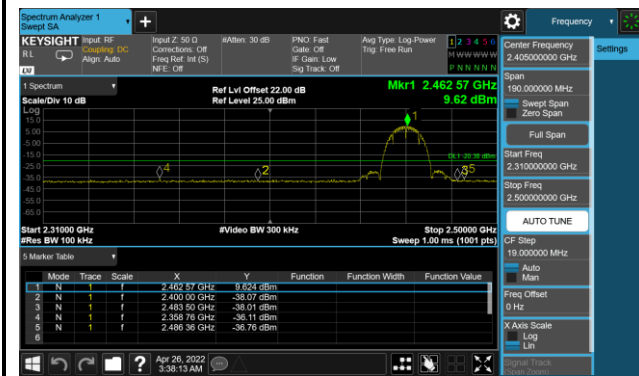 Spectrum Analyzer 1
Swept SA
Frequency
KEYSIGHT
RL
LXI
Input: RF
Coupling: DC
Align: Auto
Input Z: 50 Ω
Corrections: Off
Freq Ref: Int (S)
NFE: Off
#Atten: 30 dB
PNO: Fast
Gate: Off
IF Gain: Low
Sig Track: Off
Avg Type: Log-Power
Trig: Free Run
1 2 3 4 5 6
M W W W W W
P N N N N N
1 Spectrum
Scale/Div 10 dB
Ref Lvl Offset 22.00 dB
Ref Level 25.00 dBm
Mkr1 2.462 57 GHz
9.62 dBm
Log
15.0
5.00
-5.00
-15.0
-25.0
-35.0
-45.0
-55.0
-65.0
1
DL1 -20.38 dBm
4
2
3
5
Start 2.31000 GHz
#Res BW 100 kHz
#Video BW 300 kHz
Stop 2.50000 GHz
Sweep 1.00 ms (1001 pts)
5 Marker Table
Mode Trace Scale X Y Function Function Width Function Value
1 N 1 f 2.462 57 GHz 9.624 dBm
2 N 1 f 2.400 00 GHz -38.07 dBm
3 N 1 f 2.483 50 GHz -38.01 dBm
4 N 1 f 2.358 76 GHz -36.11 dBm
5 N 1 f 2.486 36 GHz -36.76 dBm
6
?
Apr 26, 2022
3:38:13 AM
Center Frequency
2.405000000 GHz
Settings
Span
190.000000 MHz
Swept Span
Zero Span
Full Span
Start Freq
2.310000000 GHz
Stop Freq
2.500000000 GHz
AUTO TUNE
CF Step
19.000000 MHz
Auto
Man
Freq Offset
0 Hz
X Axis Scale
Log
Lin
Signal Track
(Span Zoom)